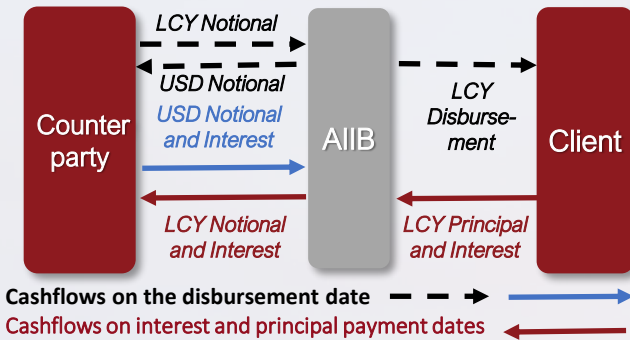 LCY Notional
USD Notional
USD Notional
and Interest
LCY Notional
and Interest
Counter
party
AIIB
LCY
Disburse-
ment
LCY Principal
and Interest
Client
Cashflows on the disbursement date
Cashflows on interest and principal payment dates